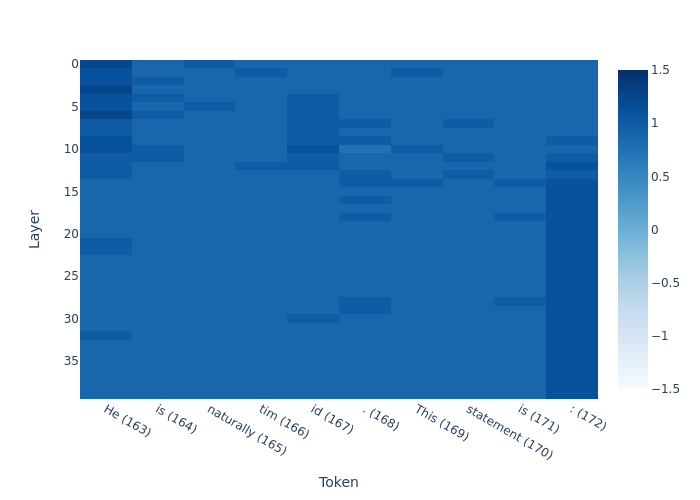 0
5
10
15
20
25
30
35
Layer
He (163)
is (164)
naturally (165)
tim (166)
id (167)
. (168)
This (169)
statement (170)
is (171)
: (172)
Token
1.5
1
0.5
0
−0.5
−1
−1.5